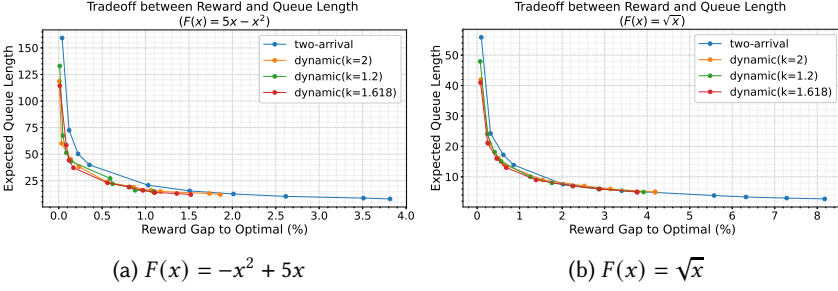 Tradeoff between Reward and Queue Length
(F(x) = 5x − x²)
Expected Queue Length
150
125
100
75
50
25
two-arrival
dynamic(k=2)
dynamic(k=1.2)
dynamic(k=1.618)
0.0 0.5 1.0 1.5 2.0 2.5 3.0 3.5 4.0
Reward Gap to Optimal (%)
(a) F(x) = −x² + 5x
Tradeoff between Reward and Queue Length
(F(x) = √x)
Expected Queue Length
50
40
30
20
10
two-arrival
dynamic(k=2)
dynamic(k=1.2)
dynamic(k=1.618)
0 1 2 3 4 5 6 7 8
Reward Gap to Optimal (%)
(b) F(x) = √x